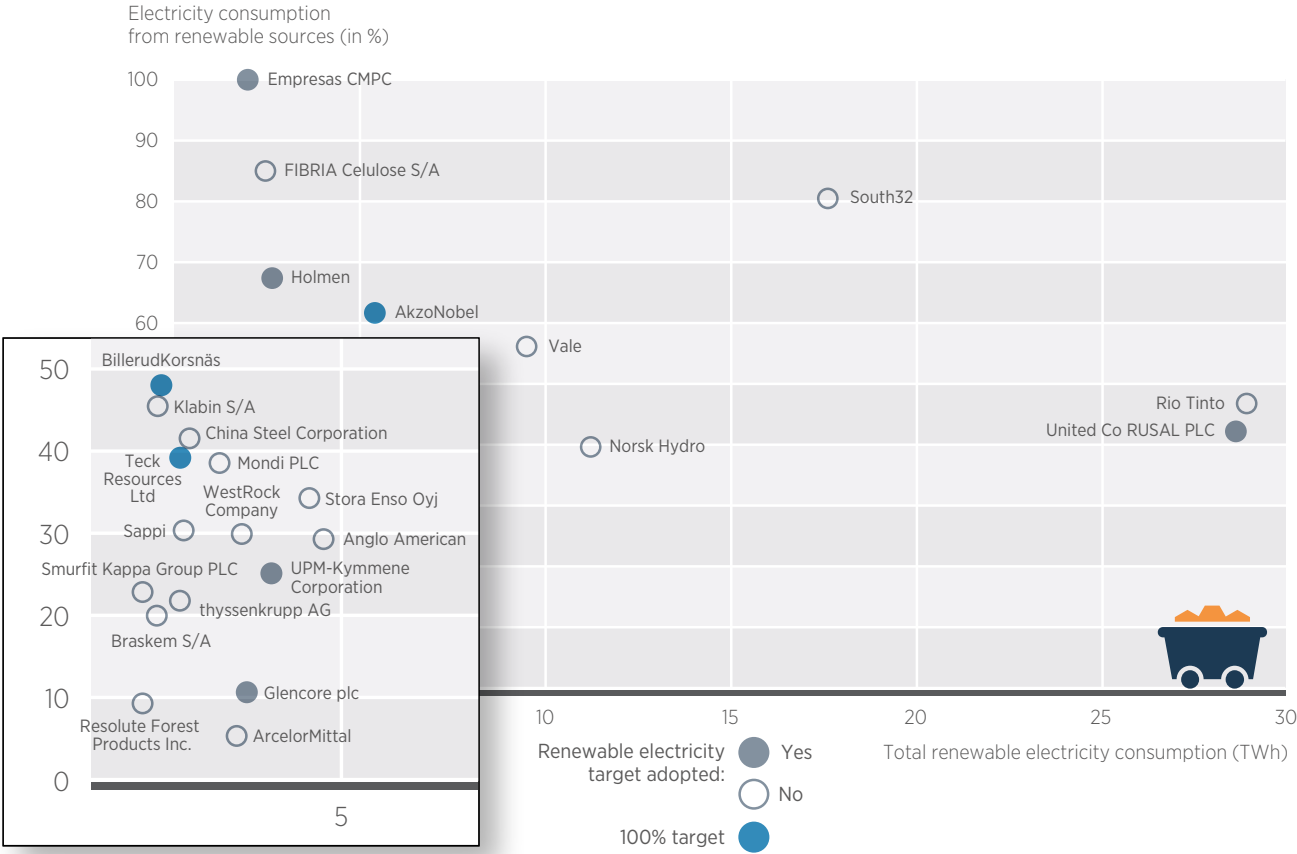 Electricity consumption
from renewable sources (in %)
100
Empresas CMPC
90
FIBRIA Celulose S/A
80
South32
70
Holmen
AkzoNobel
60
Vale
50
BillerudKorsnäs
Klabin S/A
Rio Tinto
United Co RUSAL PLC
China Steel Corporation
Norsk Hydro
40
Teck
Resources
Ltd
Mondi PLC
WestRock
Company
Stora Enso Oyj
30
Sappi
Anglo American
Smurfit Kappa Group PLC
UPM-Kymmene
Corporation
thyssenkrupp AG
20
Braskem S/A
10
Glencore plc
Resolute Forest
Products Inc.
ArcelorMittal
0
5
10
15
20
25
30
Total renewable electricity consumption (TWh)
Renewable electricity
target adopted:
Yes
No
100% target